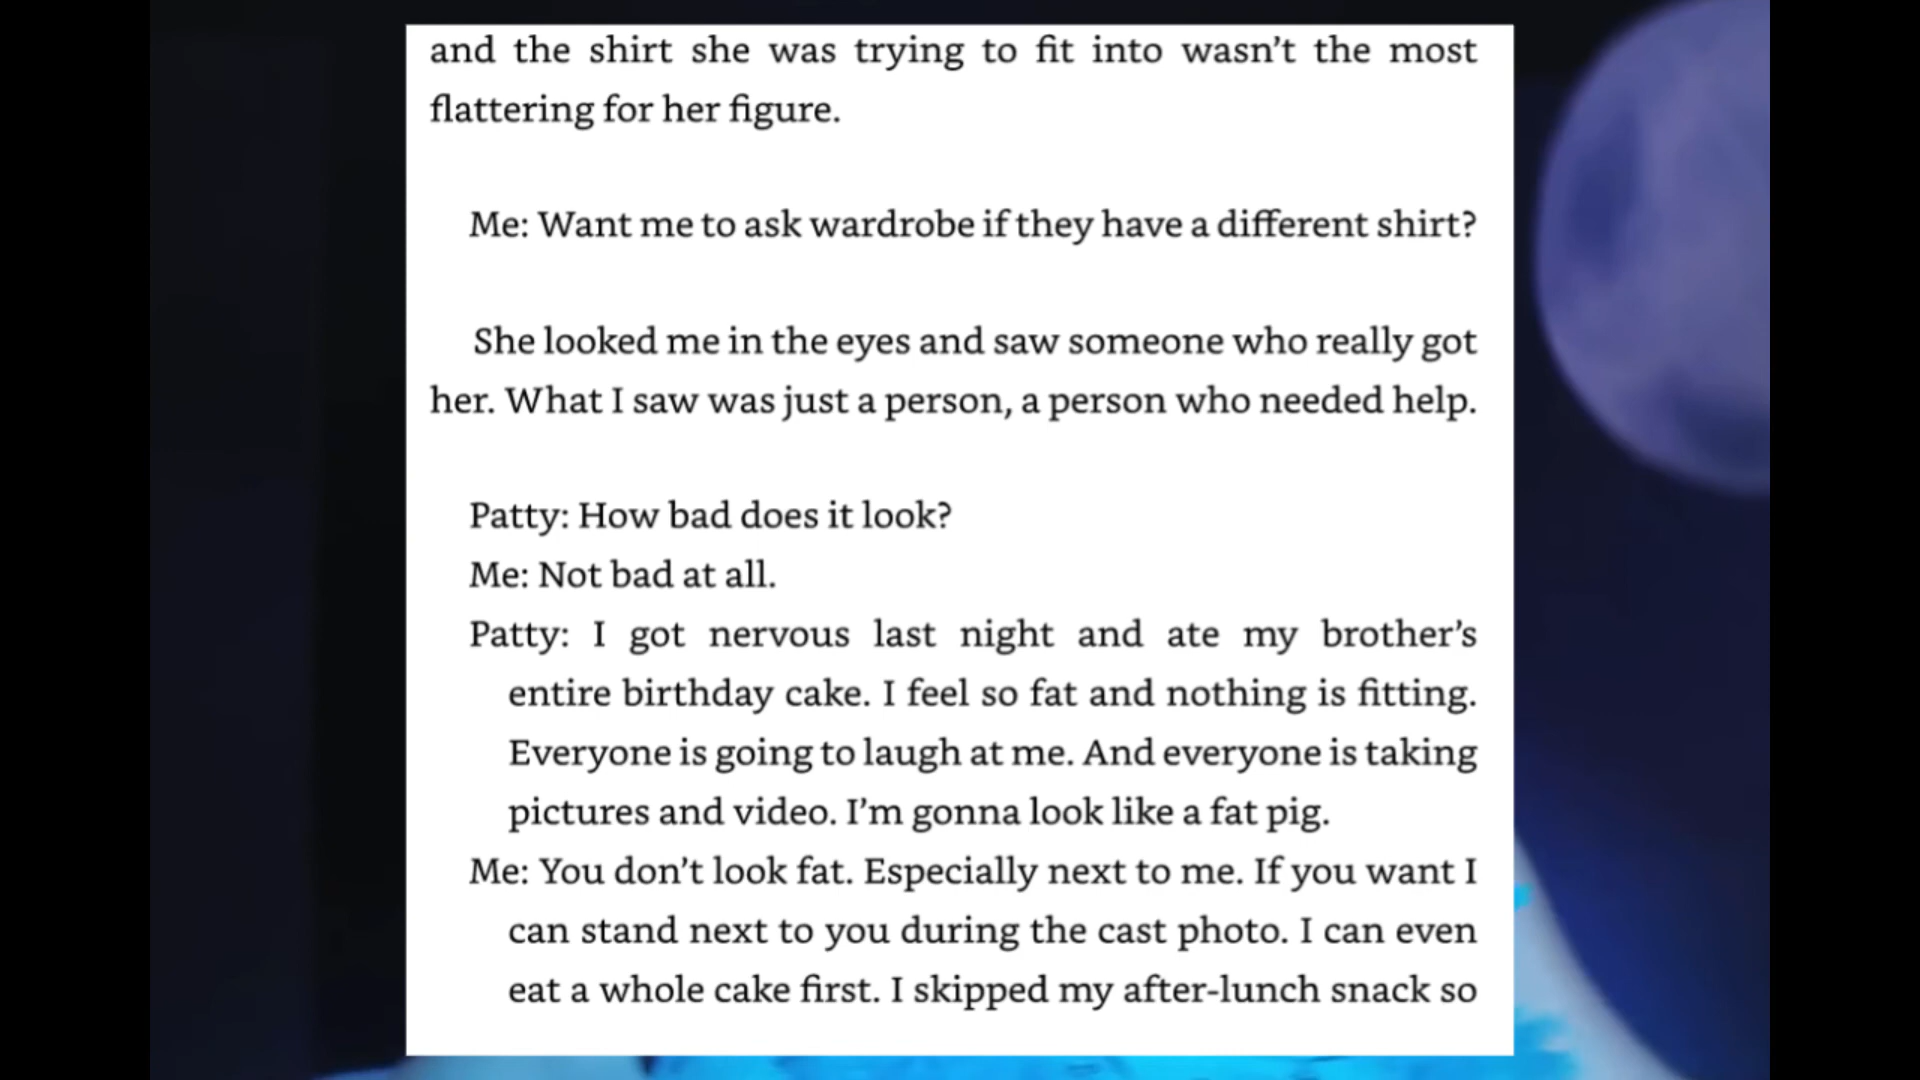 and the shirt she was trying to fit into wasn’t the most
flattering for her figure.
Me: Want me to ask wardrobe if they have a different shirt?
She looked me in the eyes and saw someone who really got
her. What I saw was just a person, a person who needed help.
Patty: How bad does it look?
Me: Not bad at all.
Patty: I got nervous last night and ate my brother’s
entire birthday cake. I feel so fat and nothing is fitting.
Everyone is going to laugh at me. And everyone is taking
pictures and video. I’m gonna look like a fat pig.
Me: You don’t look fat. Especially next to me. If you want I
can stand next to you during the cast photo. I can even
eat a whole cake first. I skipped my after-lunch snack so